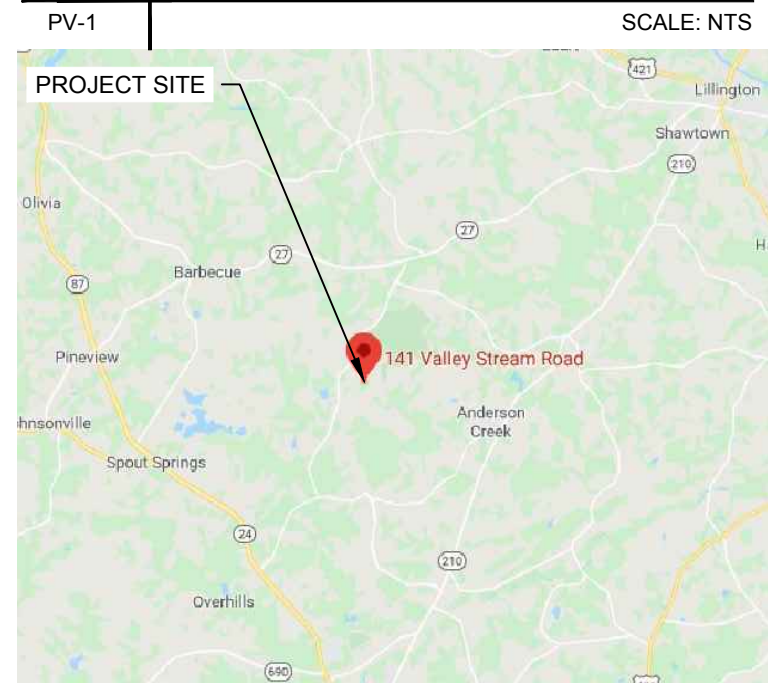 PV-1
SCALE: NTS
PROJECT SITE
421
Lillington
Shawtown
210
Olivia
27
27
Barbecue
87
Pineview
141 Valley Stream Road
Anderson
Creek
hnsonville
Spout Springs
24
210
Overhills
690
H